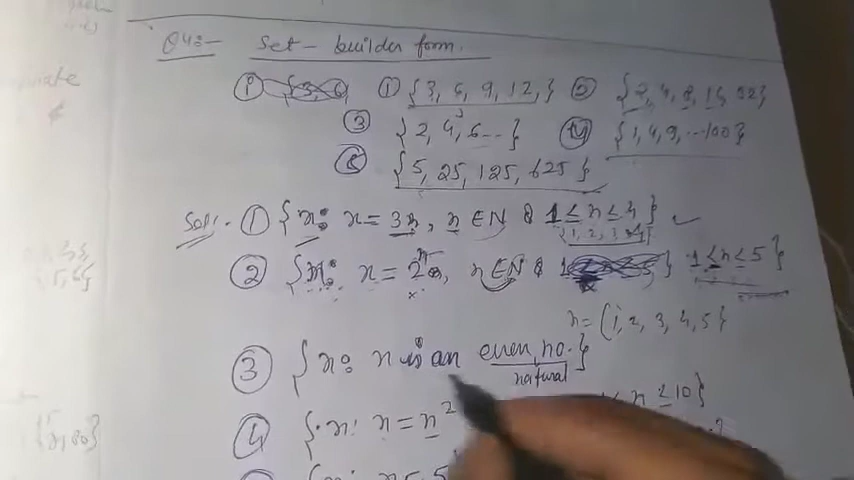 Q4:- Set-builder form.
① {3, 6, 9, 12,} ② {2, 4, 8, 16, 32}
③ {2, 4, 6...} ④ {1, 4, 9, ...100}
⑤ {5, 25, 125, 625}
Sol:- ① {x: x = 3n, n ∈ N & 1 ≤ n ≤ 4} ✓
{1, 2, 3, 4}
② {x: x = 2ⁿ, n ∈ N & } 1 ≤ n ≤ 5}
n = {1, 2, 3, 4, 5}
③ {x: x is an even no.}
natural
④ {x: x = n² ≤ n ≤ 10}
{x: x = 5